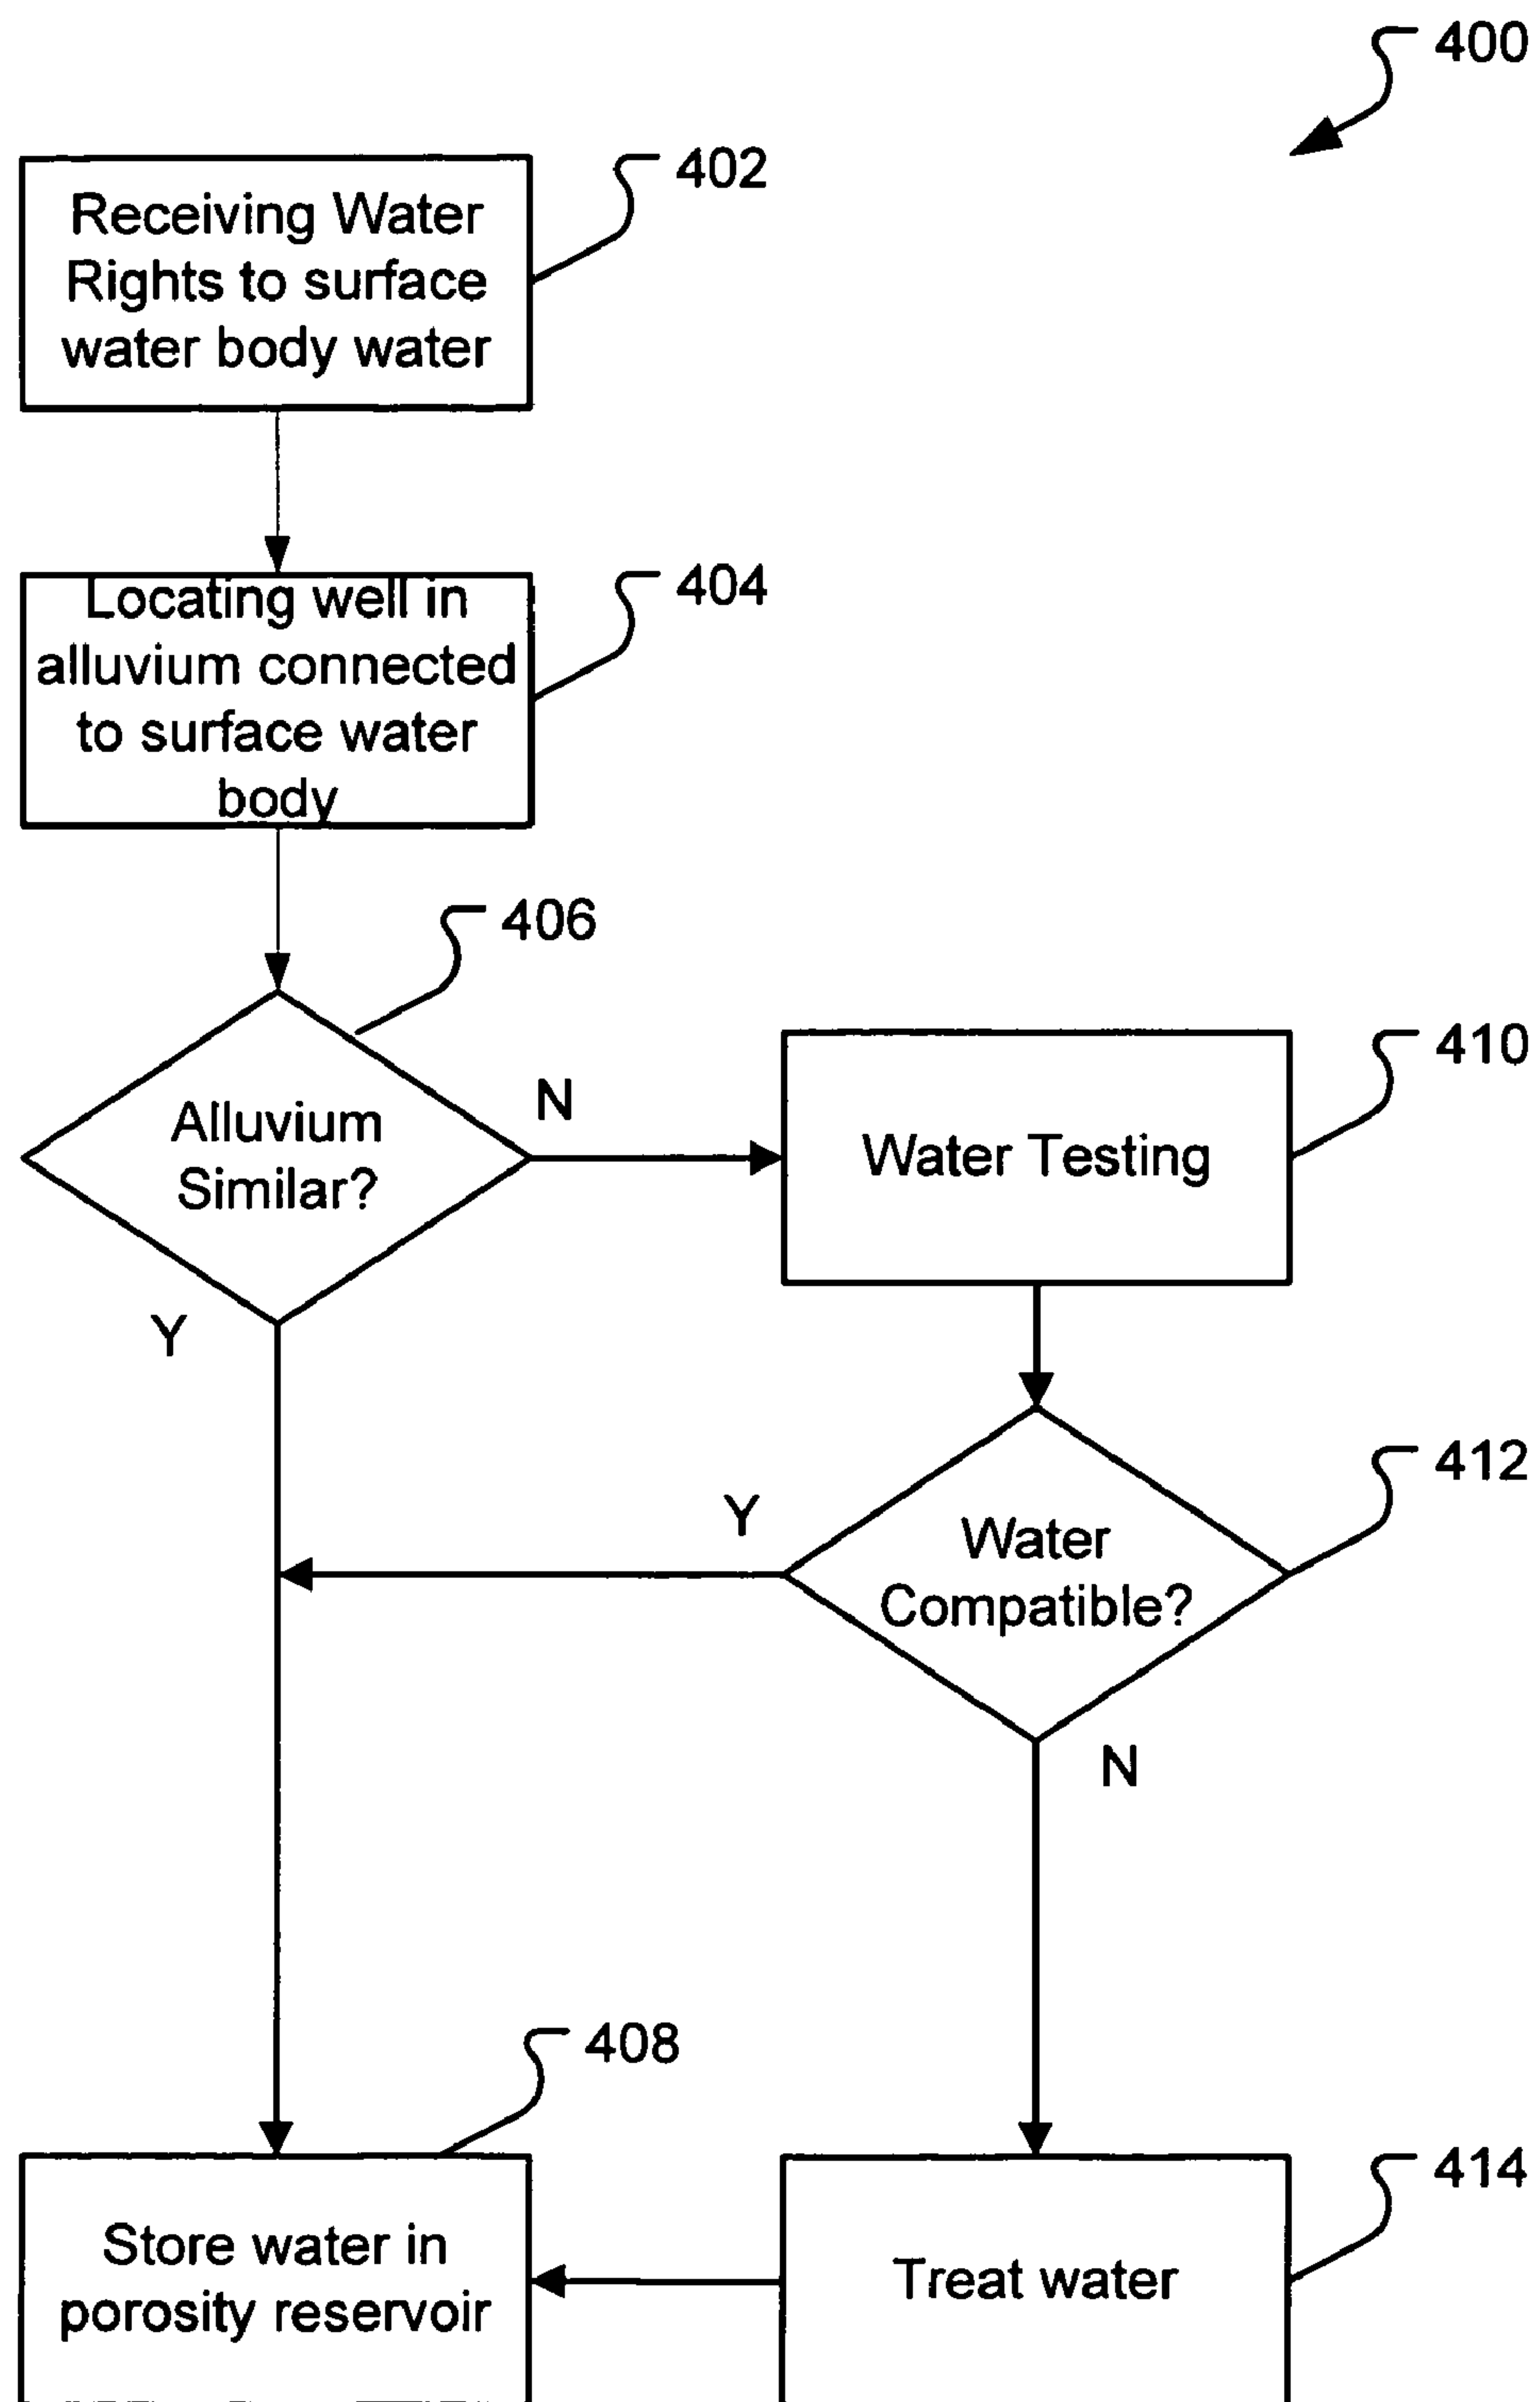 400
402
Receiving Water
Rights to surface
water body water
404
Locating well in
alluvium connected
to surface water
body
406
Alluvium
Similar?
N
Y
410
Water Testing
412
Water
Compatible?
Y
N
408
Store water in
porosity reservoir
414
Treat water